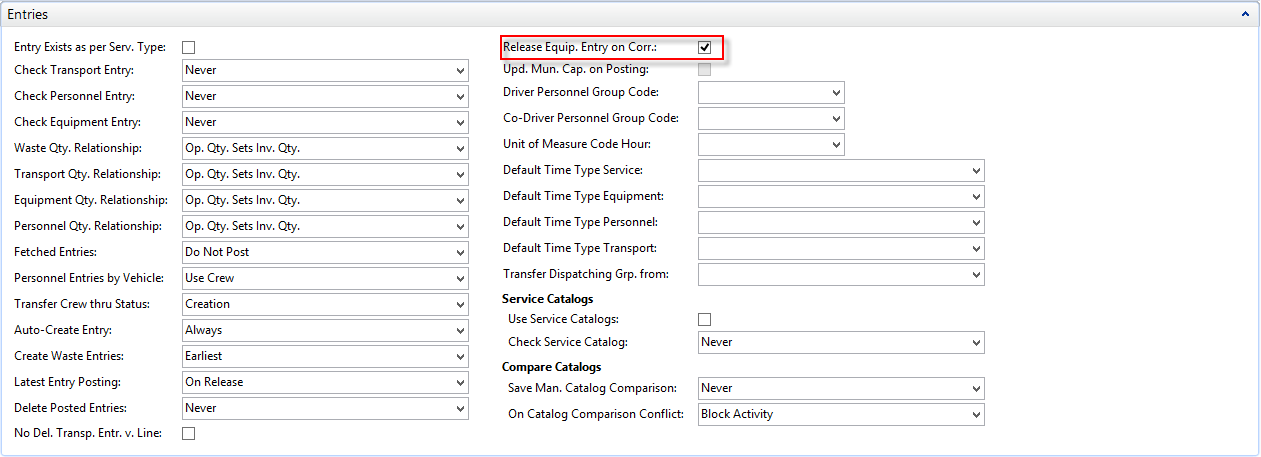 Entries
Entry Exists as per Serv. Type:
Check Transport Entry: Never
Check Personnel Entry: Never
Check Equipment Entry: Never
Waste Qty. Relationship: Op. Qty. Sets Inv. Qty.
Transport Qty. Relationship: Op. Qty. Sets Inv. Qty.
Equipment Qty. Relationship: Op. Qty. Sets Inv. Qty.
Personnel Qty. Relationship: Op. Qty. Sets Inv. Qty.
Fetched Entries: Do Not Post
Personnel Entries by Vehicle: Use Crew
Transfer Crew thru Status: Creation
Auto-Create Entry: Always
Create Waste Entries: Earliest
Latest Entry Posting: On Release
Delete Posted Entries: Never
No Del. Transp. Entr. v. Line:
Release Equip. Entry on Corr.:
Upd. Mun. Cap. on Posting:
Driver Personnel Group Code:
Co-Driver Personnel Group Code:
Unit of Measure Code Hour:
Default Time Type Service:
Default Time Type Equipment:
Default Time Type Personnel:
Default Time Type Transport:
Transfer Dispatching Grp. from:
Service Catalogs
Use Service Catalogs:
Check Service Catalog: Never
Compare Catalogs
Save Man. Catalog Comparison: Never
On Catalog Comparison Conflict: Block Activity